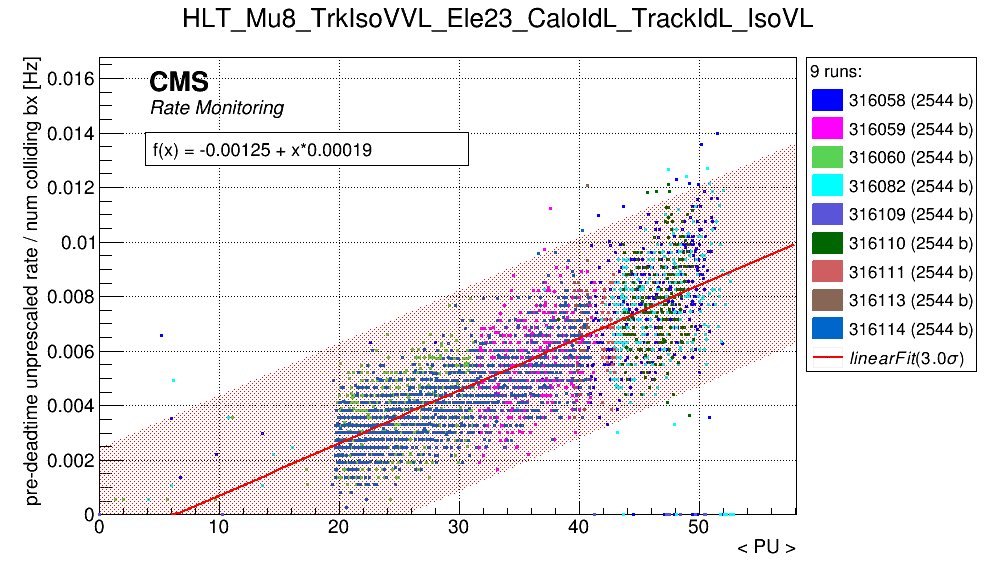 HLT_Mu8_TrkIsoVVL_Ele23_CaloIdL_TrackIdL_IsoVL
pre-deadtime unprescaled rate / num colliding bx [Hz]
0.016
0.014
0.012
0.01
0.008
0.006
0.004
0.002
0
CMS
Rate Monitoring
f(x) = -0.00125 + x*0.00019
0 10 20 30 40 50
< PU >
9 runs:
316058 (2544 b)
316059 (2544 b)
316060 (2544 b)
316082 (2544 b)
316109 (2544 b)
316110 (2544 b)
316111 (2544 b)
316113 (2544 b)
316114 (2544 b)
linearFit(3.0σ)